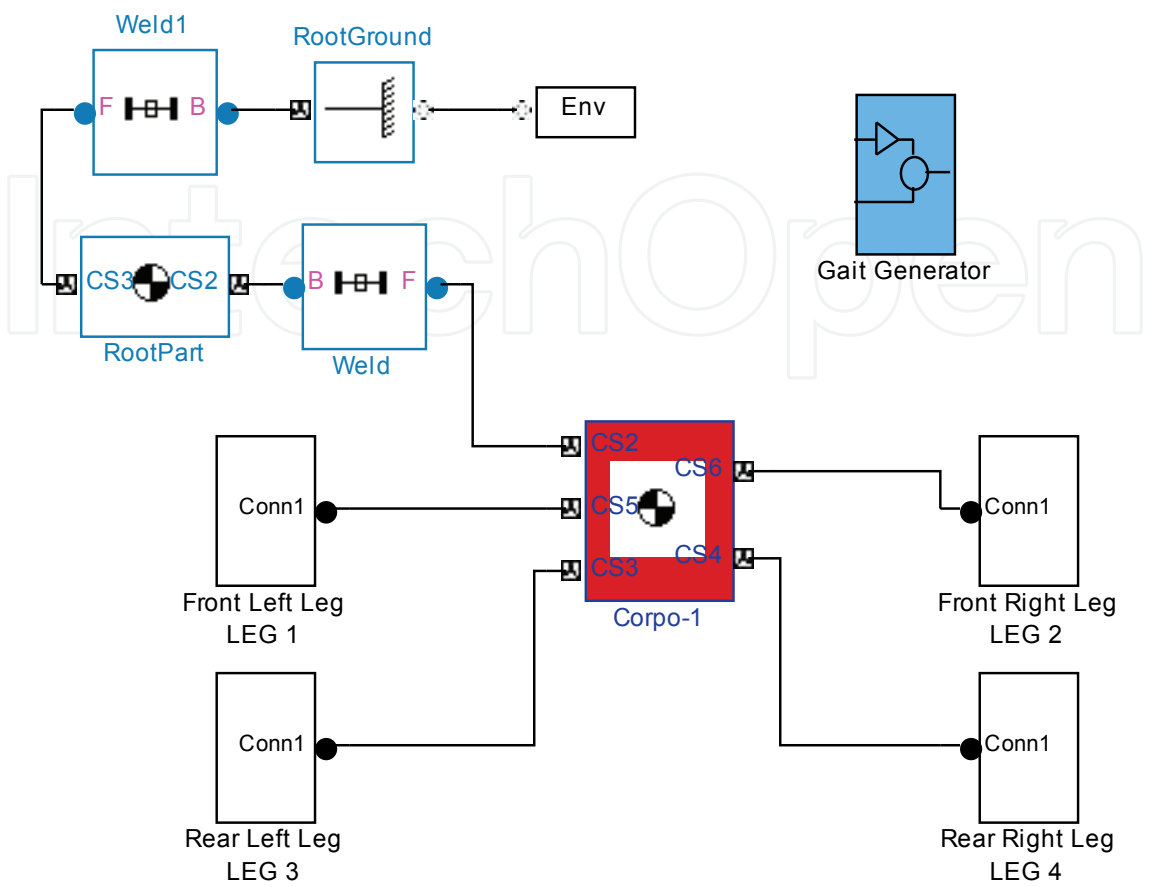 Weld1
RootGround
F B
Env
IntechOpen
Gait Generator
CS3 CS2
RootPart
B F
Weld
CS2
CS6
CS5
CS4
CS3
Corpo-1
Conn1
Front Left Leg
LEG 1
Conn1
Front Right Leg
LEG 2
Conn1
Rear Left Leg
LEG 3
Conn1
Rear Right Leg
LEG 4